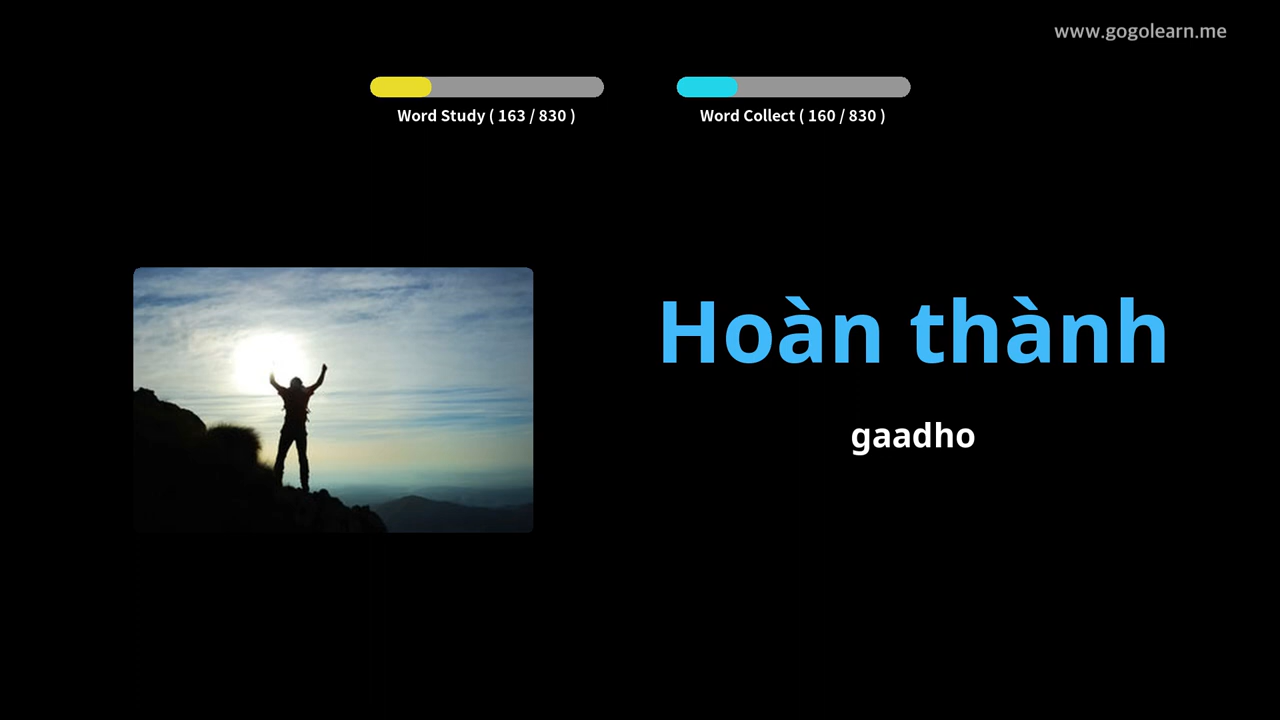 www.gogolearn.me
Word Study ( 163 / 830 )
Word Collect ( 160 / 830 )
Hoàn thành
gaadho